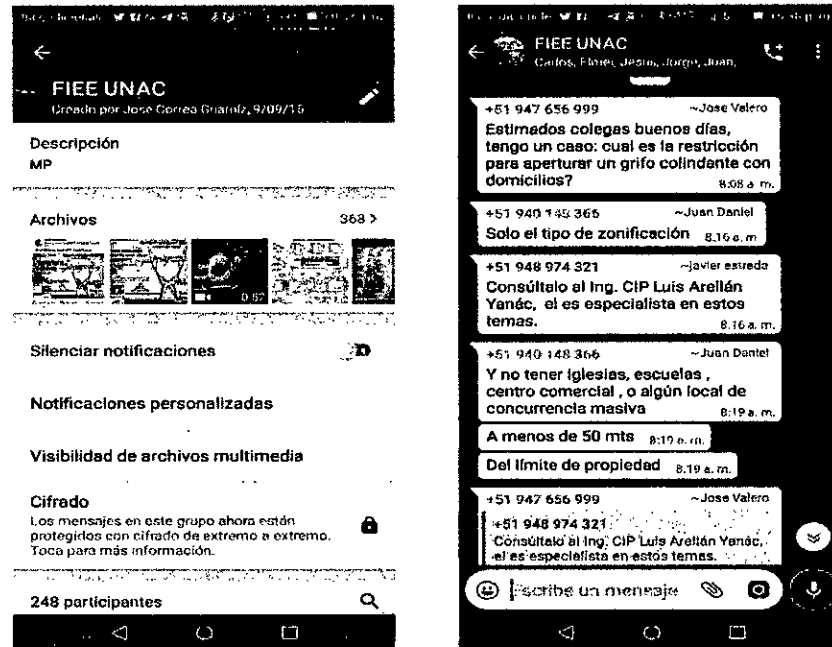 FIEE UNAC
Creado por Jose Correa
9/09/16
Descripción
MP
Archivos 368 >
Silenciar notificaciones
Notificaciones personalizadas
Visibilidad de archivos multimedia
Cifrado
Los mensajes en este grupo ahora están
protegidos con cifrado de extremo a extremo.
Toca para más información.
248 participantes
FIEE UNAC
Carlos, Elmer, Jesus, Jorge, Juan,
+51 947 656 999 ~Jose Valero
Estimados colegas buenos días,
tengo un caso: cual es la restricción
para aperturar un grifo colindante con
domicilios? 8:08 a. m.
~Juan Daniel
Solo el tipo de zonificación 8:16 a. m.
+51 948 974 321 ~javier estrada
Consúltalo al Ing. CIP Luis Arellán
Yanác, el es especialista en estos
temas. 8:16 a. m.
~Juan Daniel
Y no tener iglesias, escuelas ,
centro comercial , o algún local de
concurrencia masiva 8:19 a. m.
A menos de 50 mts 8:19 a. m.
Del límite de propiedad 8:19 a. m.
+51 947 656 999 ~Jose Valero
+51 948 974 321
Consúltalo al Ing. CIP Luis Arellán Yanác,
el es especialista en estos temas.
Escribe un mensaje